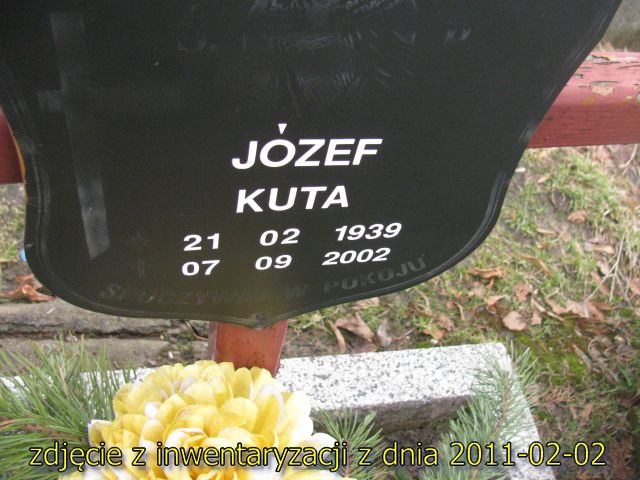 JÓZEF
KUTA
21 02 1939
07 09 2002
SPOCZYWAJ W POKOJU
zdjęcie z inwentaryzacji z dnia 2011-02-02